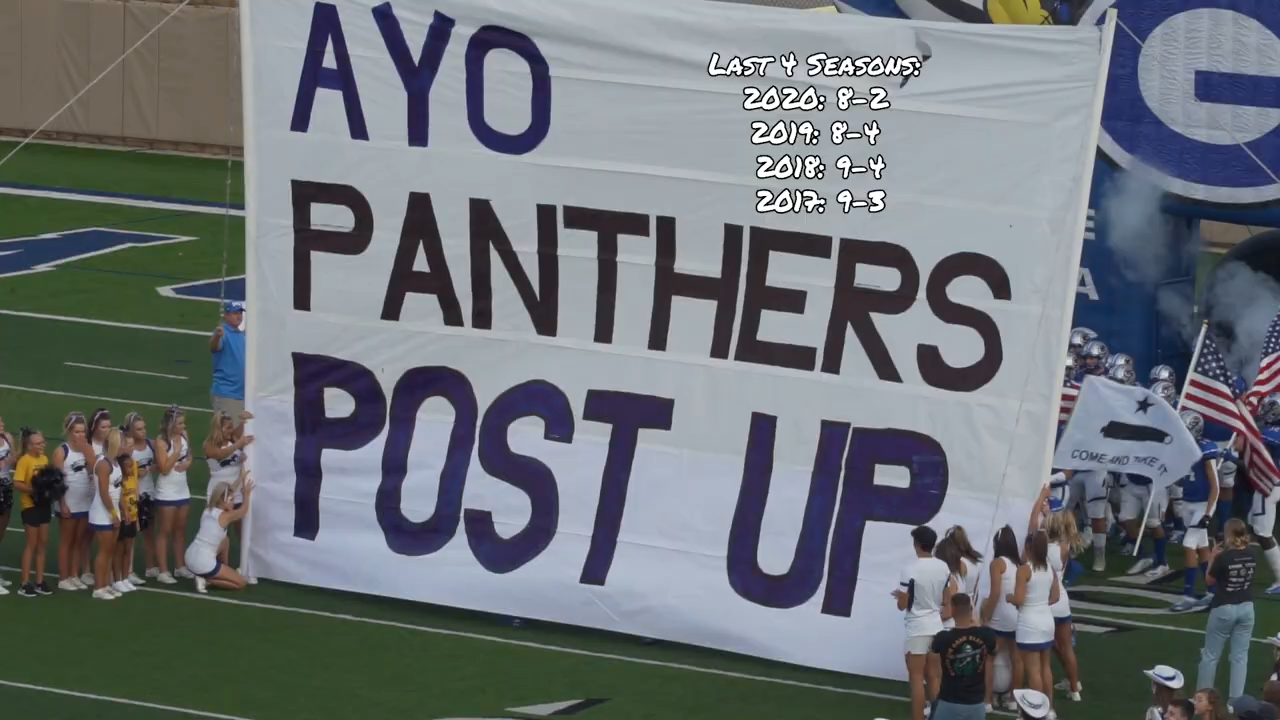 AYO
PANTHERS
POST UP
Last 4 Seasons:
2020: 8-2
2019: 8-4
2018: 9-4
2017: 9-3
G
COME AND TAKE IT